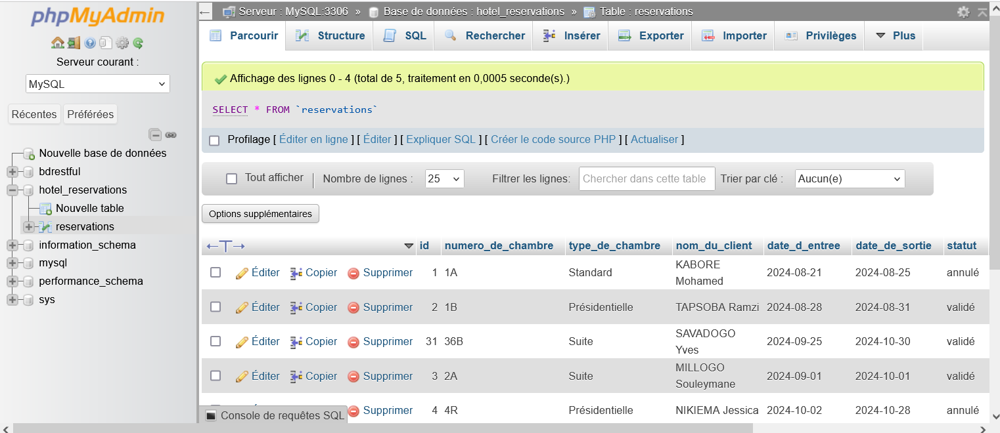 phpMyAdmin
Serveur courant :
MySQL
Récentes Préférées
Nouvelle base de données
bdrestful
hotel_reservations
Nouvelle table
reservations
information_schema
mysql
performance_schema
sys
Serveur : MySQL:3306 » Base de données : hotel_reservations » Table : reservations
Parcourir Structure SQL Rechercher Insérer Exporter Importer Privilèges Plus
Affichage des lignes 0 - 4 (total de 5, traitement en 0,0005 seconde(s).)
SELECT * FROM `reservations`
Profilage [ Éditer en ligne ] [ Éditer ] [ Expliquer SQL ] [ Créer le code source PHP ] [ Actualiser ]
Tout afficher | Nombre de lignes : 25 Filtrer les lignes: Chercher dans cette table Trier par clé : Aucun(e)
Options supplémentaires
←T→ id numero_de_chambre type_de_chambre nom_du_client date_d_entree date_de_sortie statut
Éditer Copier Supprimer 1 1A Standard KABORE Mohamed 2024-08-21 2024-08-25 annulé
Éditer Copier Supprimer 2 1B Présidentielle TAPSOBA Ramzi 2024-08-28 2024-08-31 validé
Éditer Copier Supprimer 31 36B Suite SAVADOGO Yves 2024-09-25 2024-10-30 validé
Éditer Copier Supprimer 3 2A Suite MILLOGO Souleymane 2024-09-01 2024-10-01 validé
Supprimer 4 4R Présidentielle NIKIEMA Jessica 2024-10-02 2024-10-28 annulé
Console de requêtes SQL